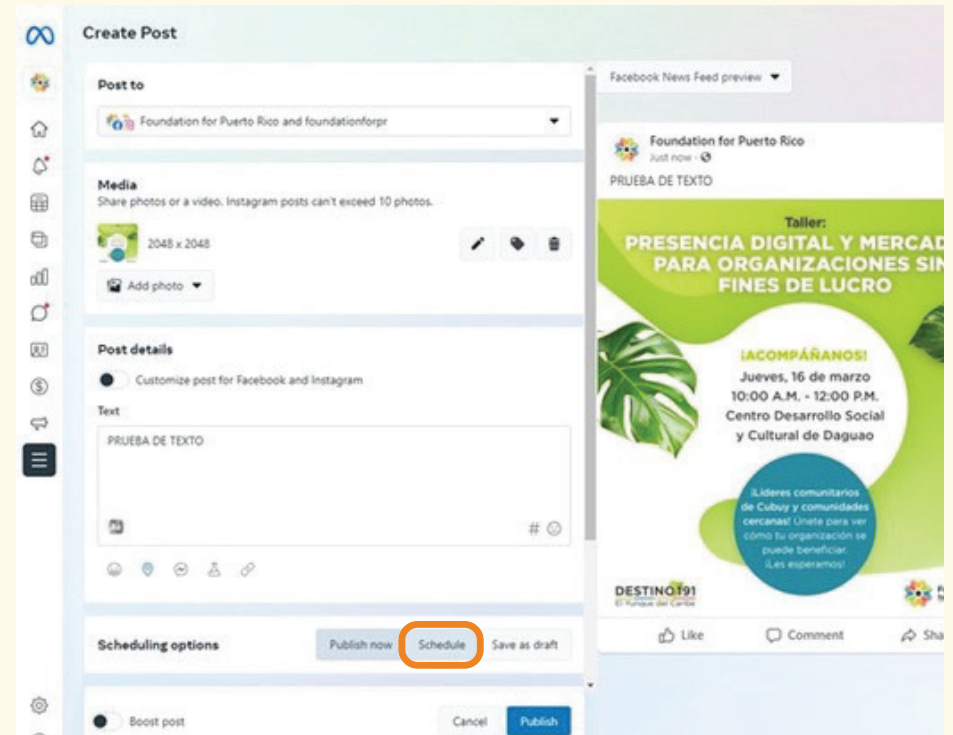 Create Post
Post to
Foundation for Puerto Rico and foundationforpr
Media
Share photos or a video. Instagram posts can't exceed 10 photos.
2048 x 2048
Add photo
Post details
Customize post for Facebook and Instagram
Text
PRUEBA DE TEXTO
#
Scheduling options
Publish now
Schedule
Save as draft
Boost post
Cancel
Publish
Facebook News Feed preview
Foundation for Puerto Rico
Just now
PRUEBA DE TEXTO
Taller:
PRESENCIA DIGITAL Y MERCAD
PARA ORGANIZACIONES SIN
FINES DE LUCRO
¡ACOMPÁÑANOS!
Jueves, 16 de marzo
10:00 A.M. - 12:00 P.M.
Centro Desarrollo Social
y Cultural de Daguao
¡Líderes comunitarios
de Cubuy y comunidades
cercanas! Únete para ver
cómo tu organización se
puede beneficiar.
¡Les esperamos!
DESTINO191
El Yunque del Caribe
Like
Comment
Sha